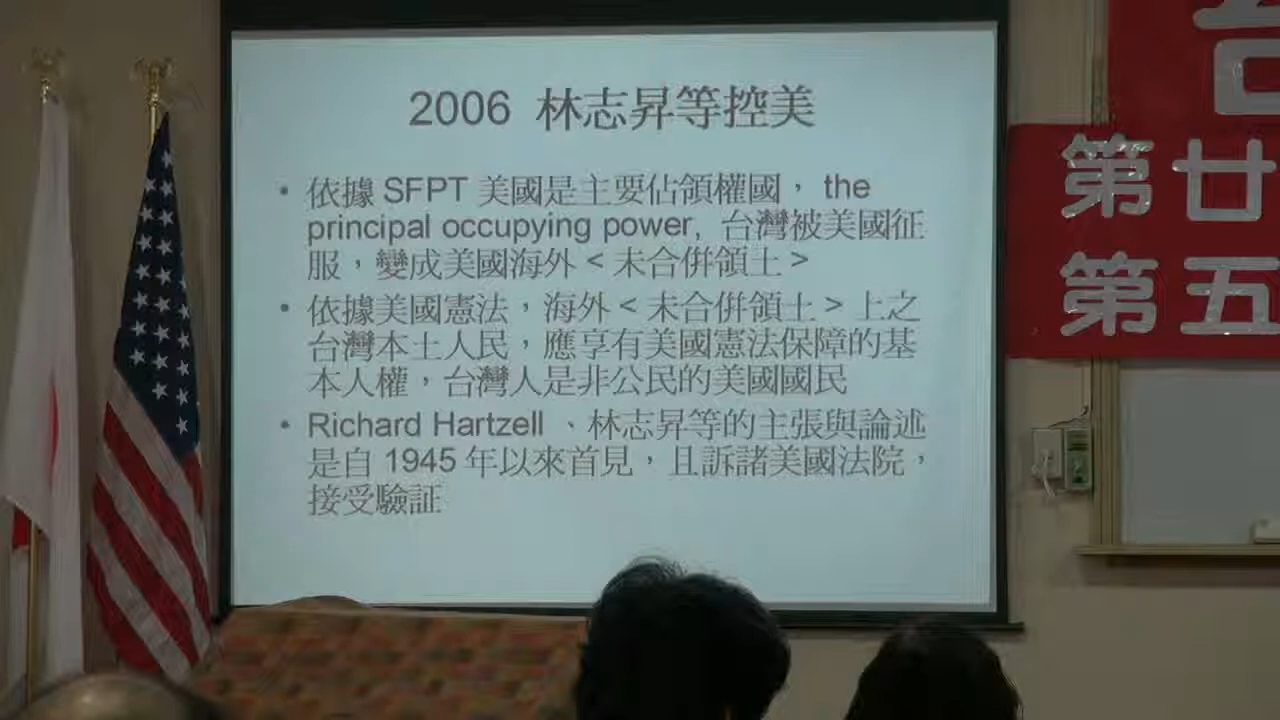 2006 林志昇等控美
• 依據 SFPT 美國是主要佔領權國， the
principal occupying power, 台灣被美國征
服，變成美國海外 < 未合併領土 >
• 依據美國憲法，海外 < 未合併領土 > 上之
台灣本土人民，應享有美國憲法保障的基
本人權，台灣人是非公民的美國國民
• Richard Hartzell 、林志昇等的主張與論述
是自 1945 年以來首見，且訴諸美國法院，
接受驗証
第廿
第五